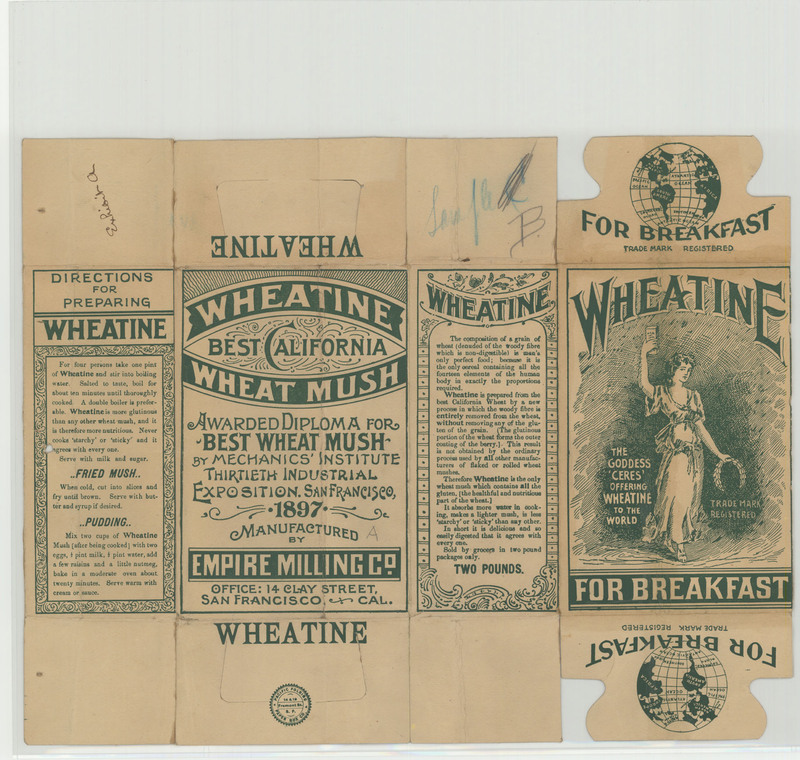 Exhibit A
WHEATINE
Sample
B.
FOR BREAKFAST
TRADE MARK REGISTERED
DIRECTIONS
FOR
PREPARING
WHEATINE
For four persons take one pint
of Wheatine and stir into boiling
water. Salted to taste, boil for
about ten minutes until thoroughly
cooked. A double boiler is prefer-
able. Wheatine is more glutinous
than any other wheat mush, and it
is therefore more nutritious. Never
cooks 'starchy' or 'sticky' and it
agrees with every one.
Serve with milk and sugar.
..FRIED MUSH..
When cold, cut into slices and
fry until brown. Serve with but-
ter and syrup if desired.
..PUDDING..
Mix two cups of Wheatine
Mush (after being cooked) with two
eggs, pint milk, pint water, add
a few raisins and a little nutmeg,
bake in a moderate oven about
twenty minutes. Serve warm with
cream or sauce.
WHEATINE
BEST CALIFORNIA
WHEAT MUSH
AWARDED DIPLOMA FOR
·BEST WHEAT MUSH·
BY MECHANICS' INSTITUTE
THIRTIETH INDUSTRIAL
EXPOSITION. SAN FRANCISCO,
·1897·
MANUFACTURED
A
BY
EMPIRE MILLING CO
OFFICE: 14 CLAY STREET,
SAN FRANCISCO, CAL.
WHEATINE
The composition of a grain of
wheat (denuded of the woody fibre
which is non-digestible) is man's
only perfect food; because it is
the only cereal containing all the
fourteen elements of the human
body in exactly the proportions
required.
Wheatine is prepared from the
best California Wheat by a new
process in which the woody fibre is
entirely removed from the wheat,
without removing any of the glu-
ten of the grain. [The glutinous
portion of the wheat forms the outer
coating of the berry.]. This result
is not obtained by the ordinary
process used by all other manufac-
turers of flaked or rolled wheat
mushes.
Therefore Wheatine is the only
wheat mush which contains all the
gluten, [the healthful and nutritious
part of the wheat.]
It absorbs more water in cook-
ing, makes a lighter mush, is less
'starchy' or 'sticky' than any other.
In short it is delicious and so
easily digested that it agrees with
every one.
Sold by grocers in two pound
packages only.
TWO POUNDS.
WHEATINE
THE
GODDESS
'CERES'
OFFERING
WHEATINE
TO THE
WORLD
TRADE MARK
REGISTERED
FOR BREAKFAST
WHEATINE
PACIFIC FOLDING
PAPER BOX CO
Fremont St.
S. F.
TRADE MARK REGISTERED
FOR BREAKFAST